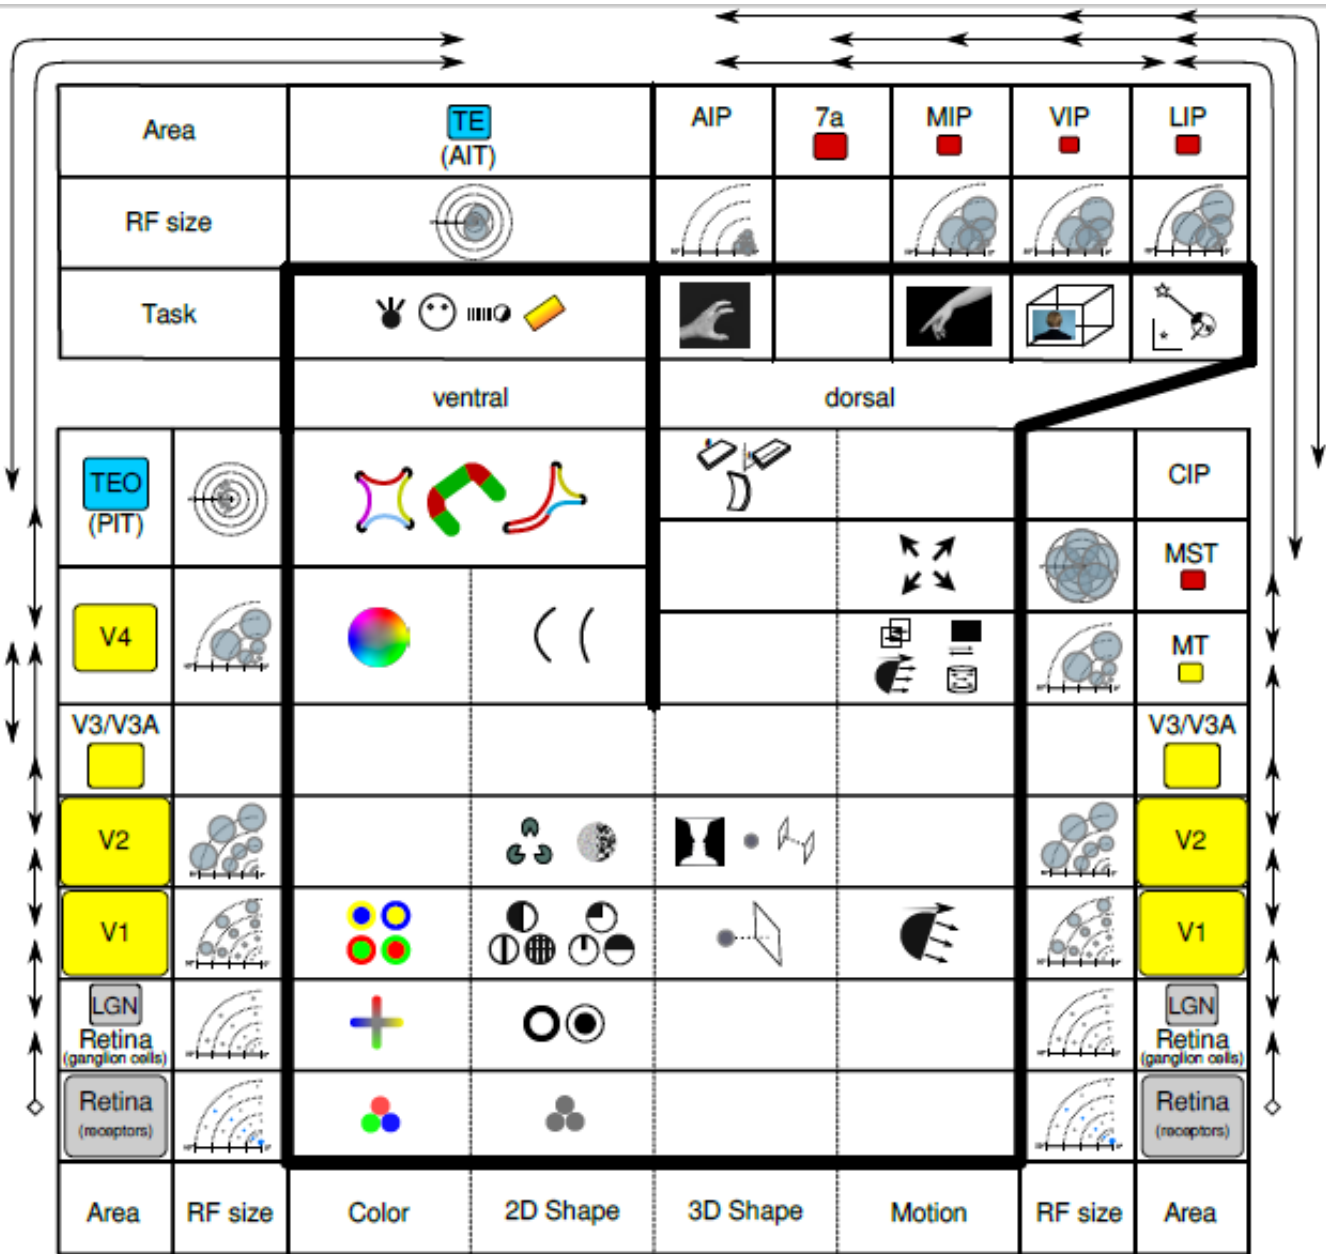 Area
TE
(AIT)
AIP
7a
MIP
VIP
LIP
RF size
Task
ventral
dorsal
TEO
(PIT)
CIP
MST
V4
MT
V3/V3A
V3/V3A
V2
V2
V1
V1
LGN
Retina
(ganglion cells)
LGN
Retina
(ganglion cells)
Retina
(receptors)
Retina
(receptors)
Area
RF size
Color
2D Shape
3D Shape
Motion
RF size
Area